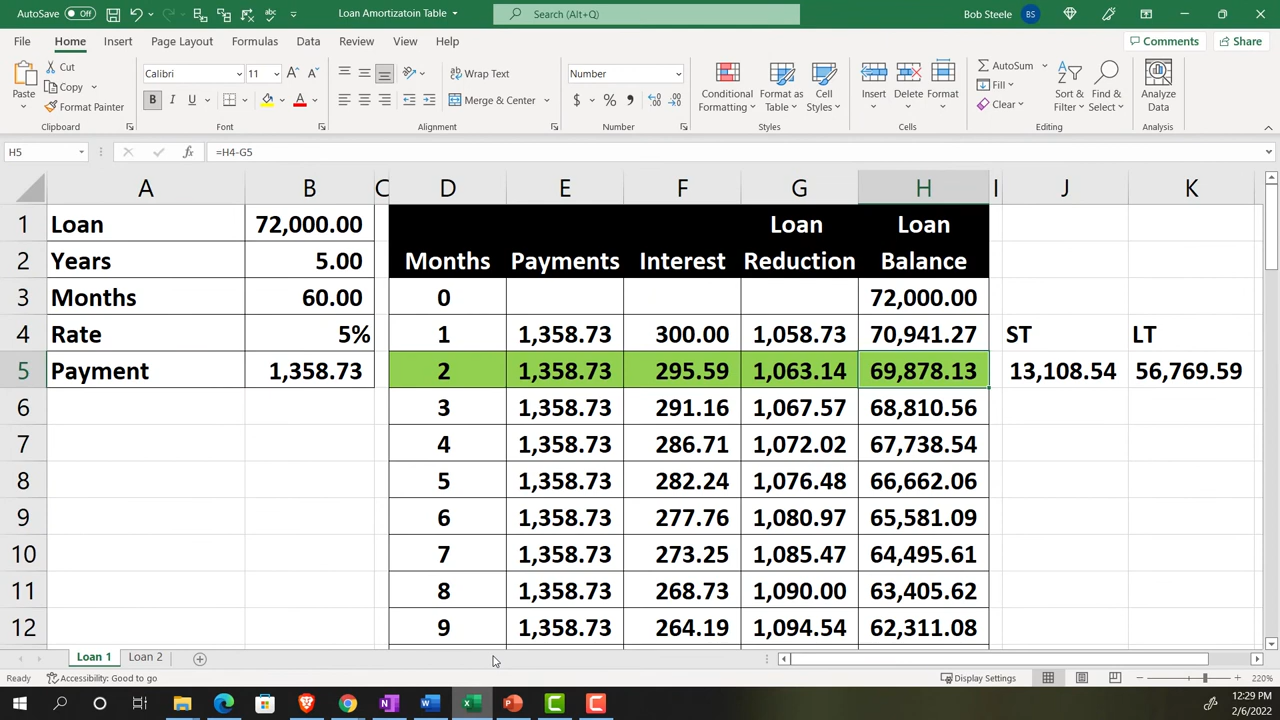 AutoSave Off Loan Amortizatoin Table Search (Alt+Q) Bob Steele BS
File Home Insert Page Layout Formulas Data Review View Help Comments Share
Paste Cut Copy Format Painter Calibri 11 Wrap Text Merge & Center Number Conditional Formatting Format as Table Cell Styles Insert Delete Format AutoSum Fill Clear Sort & Filter Find & Select Analyze Data
Clipboard Font Alignment Number Styles Cells Editing Analysis
H5 =H4-G5
A B C D E F G H I J K
1 Loan 72,000.00 Loan Loan
2 Years 5.00 Months Payments Interest Reduction Balance
3 Months 60.00 0 72,000.00
4 Rate 5% 1 1,358.73 300.00 1,058.73 70,941.27 ST LT
5 Payment 1,358.73 2 1,358.73 295.59 1,063.14 69,878.13 13,108.54 56,769.59
6 3 1,358.73 291.16 1,067.57 68,810.56
7 4 1,358.73 286.71 1,072.02 67,738.54
8 5 1,358.73 282.24 1,076.48 66,662.06
9 6 1,358.73 277.76 1,080.97 65,581.09
10 7 1,358.73 273.25 1,085.47 64,495.61
11 8 1,358.73 268.73 1,090.00 63,405.62
12 9 1,358.73 264.19 1,094.54 62,311.08
Loan 1 Loan 2
Ready Accessibility: Good to go Display Settings 220%
12:29 PM
2/6/2022